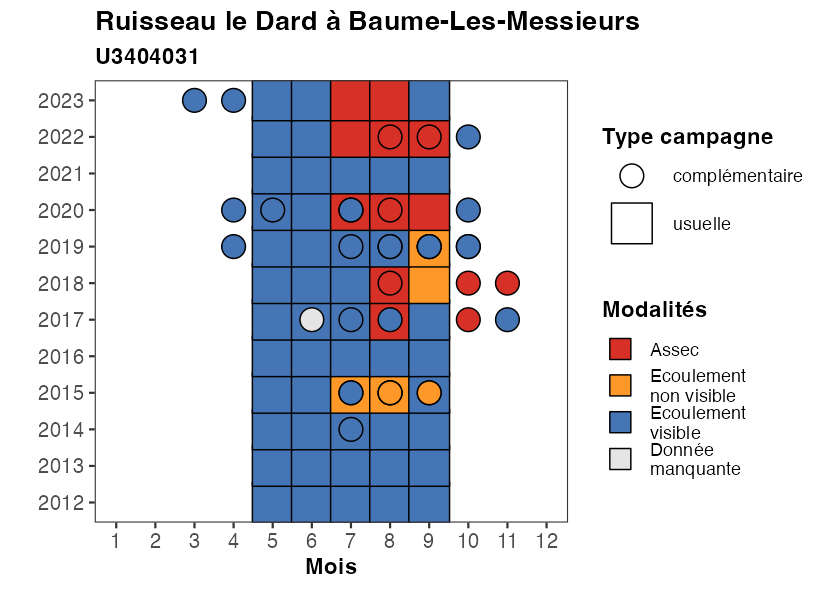 Ruisseau le Dard à Baume-Les-Messieurs
U3404031
2023
2022
2021
2020
2019
2018
2017
2016
2015
2014
2013
2012
1 2 3 4 5 6 7 8 9 10 11 12
Mois
Type campagne
complémentaire
usuelle
Modalités
Assec
Ecoulement
non visible
Ecoulement
visible
Donnée
manquante